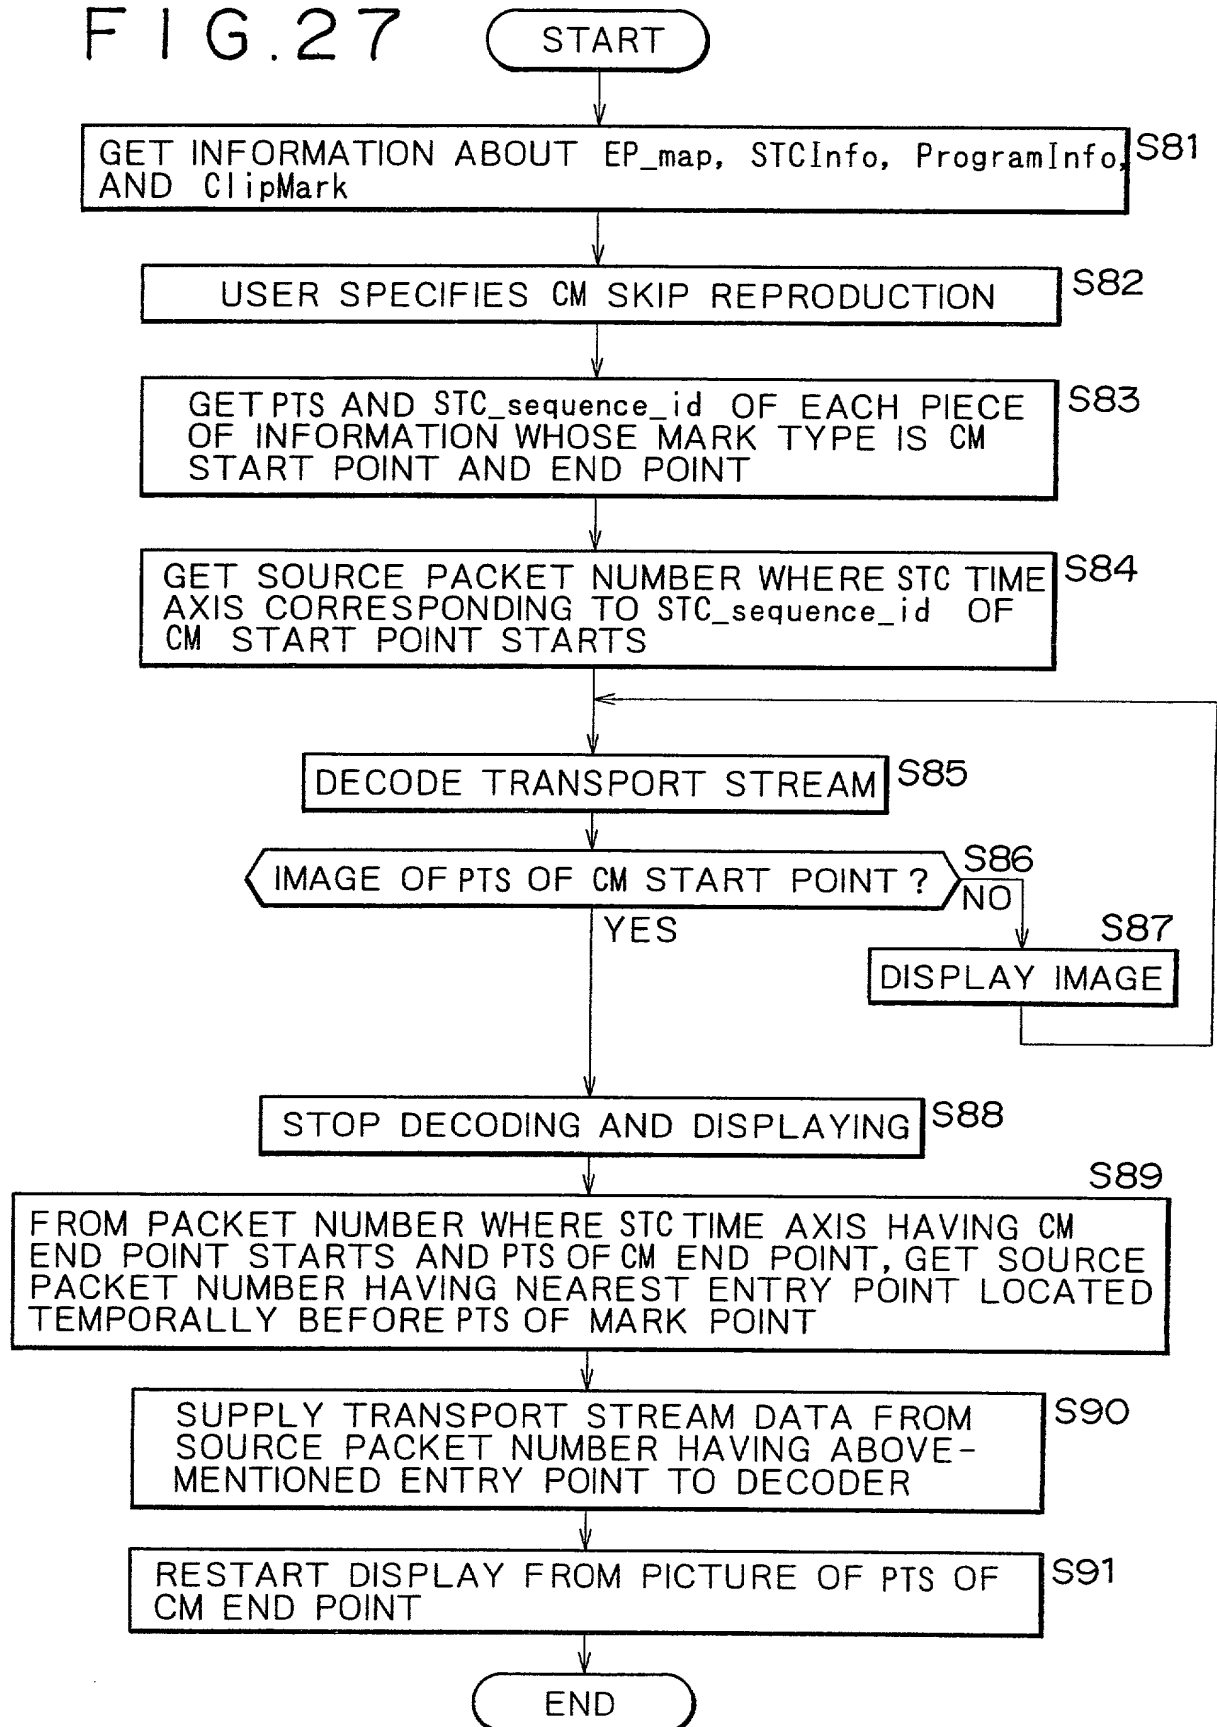 FIG.27
START
GET INFORMATION ABOUT EP_map, STCInfo, ProgramInfo,
AND ClipMark
S81
USER SPECIFIES CM SKIP REPRODUCTION
S82
GET PTS AND STC_sequence_id OF EACH PIECE
OF INFORMATION WHOSE MARK TYPE IS CM
START POINT AND END POINT
S83
GET SOURCE PACKET NUMBER WHERE STC TIME
AXIS CORRESPONDING TO STC_sequence_id OF
CM START POINT STARTS
S84
DECODE TRANSPORT STREAM
S85
IMAGE OF PTS OF CM START POINT?
S86
NO
YES
S87
DISPLAY IMAGE
STOP DECODING AND DISPLAYING
S88
S89
FROM PACKET NUMBER WHERE STC TIME AXIS HAVING CM
END POINT STARTS AND PTS OF CM END POINT, GET SOURCE
PACKET NUMBER HAVING NEAREST ENTRY POINT LOCATED
TEMPORALLY BEFORE PTS OF MARK POINT
SUPPLY TRANSPORT STREAM DATA FROM
SOURCE PACKET NUMBER HAVING ABOVE-
MENTIONED ENTRY POINT TO DECODER
S90
RESTART DISPLAY FROM PICTURE OF PTS OF
CM END POINT
S91
END